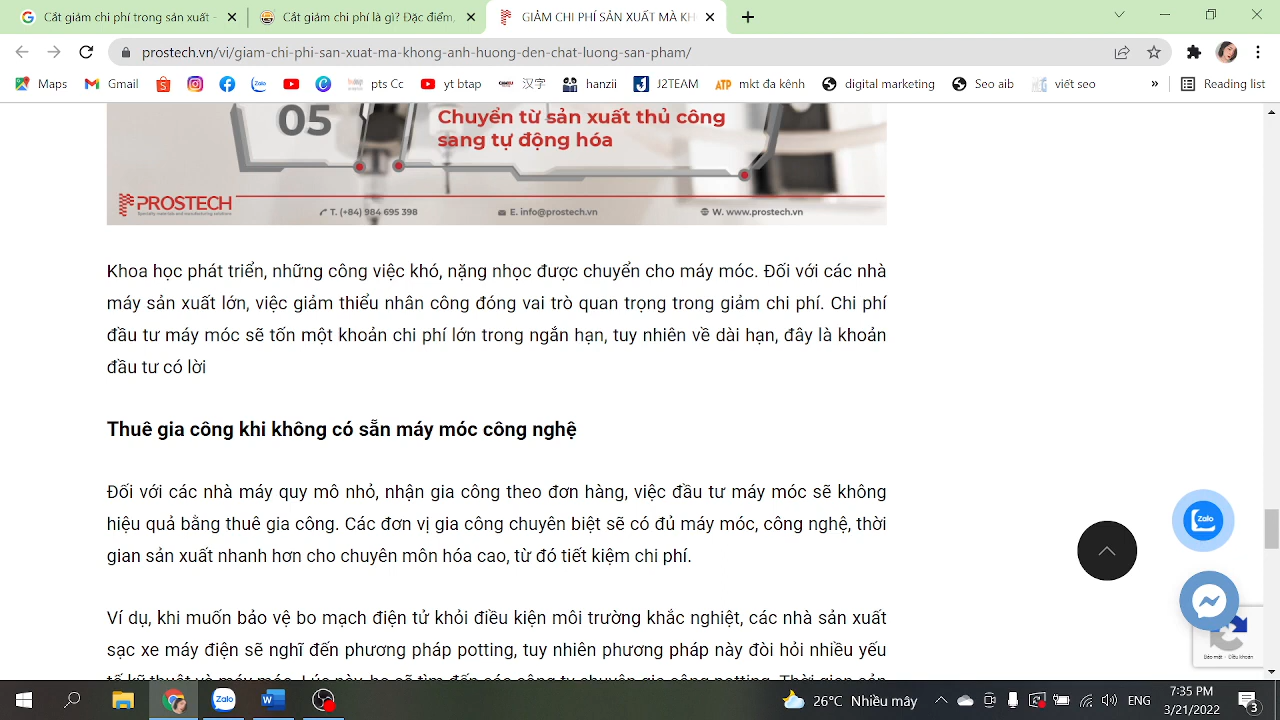 Cắt giảm chi phí trong sản xuất -
Cắt giảm chi phí là gì? Đặc điểm,
GIẢM CHI PHÍ SẢN XUẤT MÀ KH
prostech.vn/vi/giam-chi-phi-san-xuat-ma-khong-anh-huong-den-chat-luong-san-pham/
Maps
Gmail
pts Cc
yt btap
汉字
hanzii
J2TEAM
mkt đa kênh
digital marketing
Seo aib
viết seo
»
Reading list
05
Chuyển từ sản xuất thủ công
sang tự động hóa
PROSTECH
Specialty materials and manufacturing solutions
T. (+84) 984 695 398
E. info@prostech.vn
W. www.prostech.vn
Khoa học phát triển, những công việc khó, nặng nhọc được chuyển cho máy móc. Đối với các nhà
máy sản xuất lớn, việc giảm thiểu nhân công đóng vai trò quan trọng trong giảm chi phí. Chi phí
đầu tư máy móc sẽ tốn một khoản chi phí lớn trong ngắn hạn, tuy nhiên về dài hạn, đây là khoản
đầu tư có lời
Thuê gia công khi không có sẵn máy móc công nghệ
Đối với các nhà máy quy mô nhỏ, nhận gia công theo đơn hàng, việc đầu tư máy móc sẽ không
hiệu quả bằng thuê gia công. Các đơn vị gia công chuyên biệt sẽ có đủ máy móc, công nghệ, thời
gian sản xuất nhanh hơn cho chuyên môn hóa cao, từ đó tiết kiệm chi phí.
Ví dụ, khi muốn bảo vệ bo mạch điện tử khỏi điều kiện môi trường khắc nghiệt, các nhà sản xuất
sạc xe máy điện sẽ nghĩ đến phương pháp potting, tuy nhiên phương pháp này đòi hỏi nhiều yếu
Zalo
Bảo mật - Điều khoản
Zalo
26°C Nhiều mây
ENG
7:35 PM
3/21/2022
3